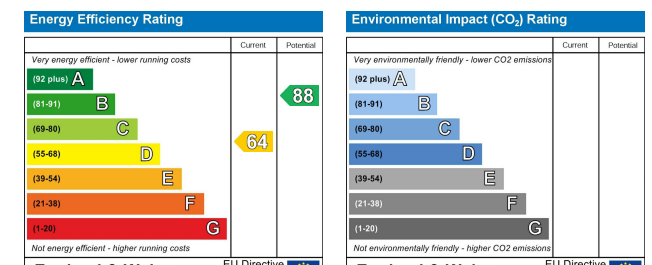 Energy Efficiency Rating
Current Potential
Very energy efficient - lower running costs
(92 plus) A
(81-91) B
88
(69-80) C
64
(55-68) D
(39-54) E
(21-38) F
(1-20) G
Not energy efficient - higher running costs
EU Directive
Environmental Impact (CO₂) Rating
Current Potential
Very environmentally friendly - lower CO2 emissions
(92 plus) A
(81-91) B
(69-80) C
(55-68) D
(39-54) E
(21-38) F
(1-20) G
Not environmentally friendly - higher CO2 emissions
EU Directive